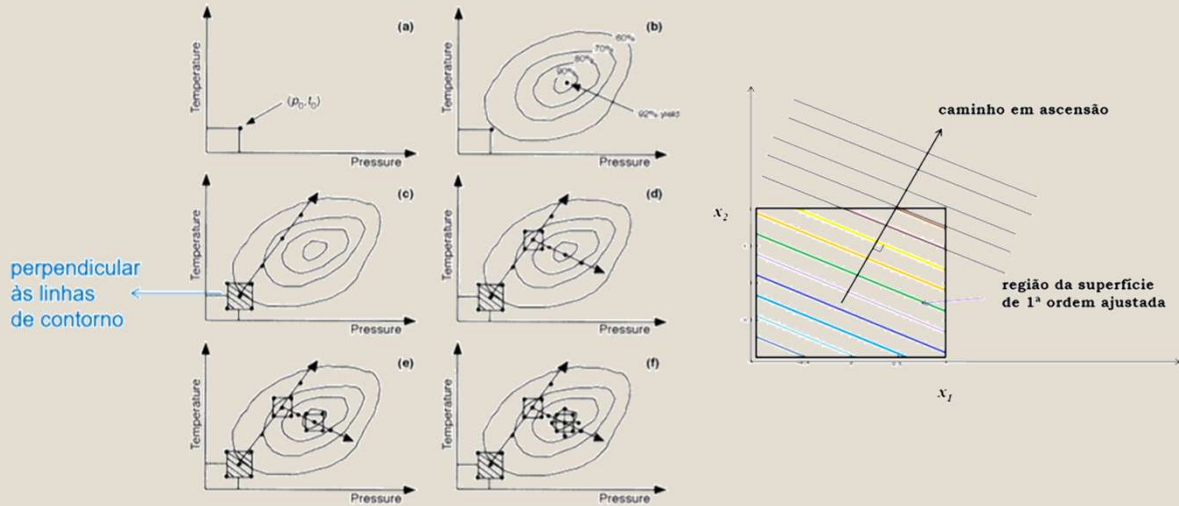 (a)
Temperature
(p₀, t₀)
Pressure
(b)
Temperature
60%
70%
80%
90%
92% yield
Pressure
(c)
Temperature
Pressure
(d)
Temperature
Pressure
(e)
Temperature
Pressure
(f)
Temperature
Pressure
perpendicular
às linhas
de contorno
caminho em ascensão
x₂
região da superfície
de 1ª ordem ajustada
x₁